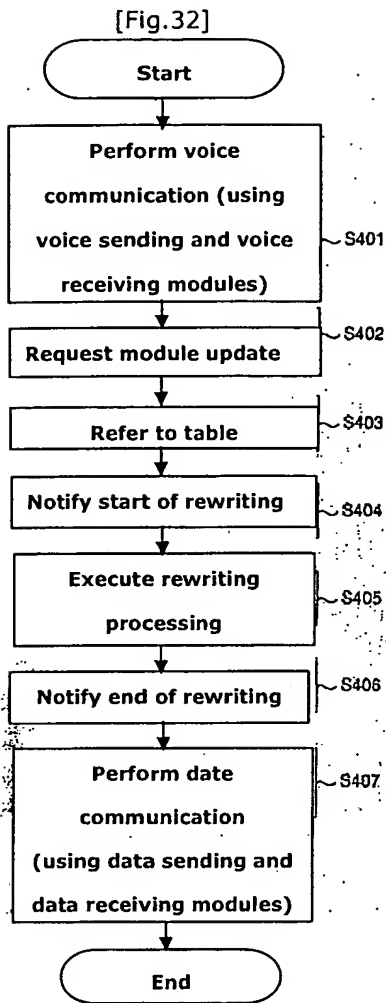 [Fig.32]
Start
Perform voice
communication (using
voice sending and voice
receiving modules)
S401
Request module update
S402
Refer to table
S403
Notify start of rewriting
S404
Execute rewriting
processing
S405
Notify end of rewriting
S406
Perform date
communication
(using data sending and
data receiving modules)
S407
End